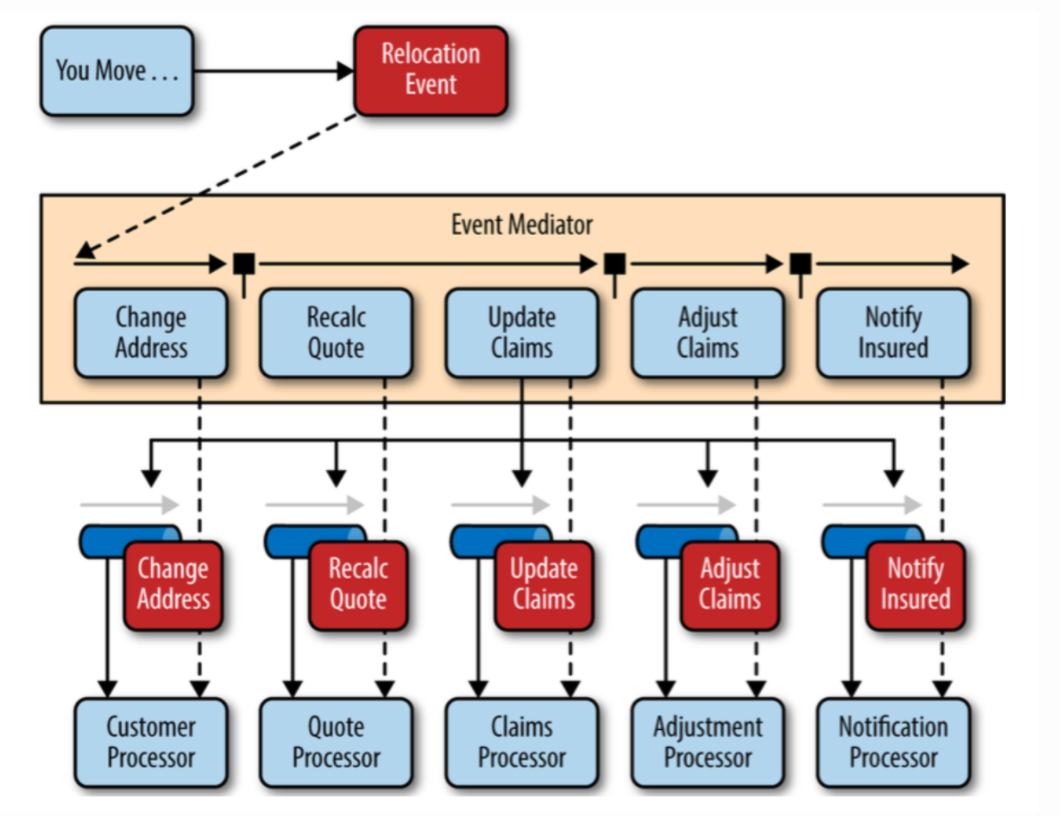 You Move . . .
Relocation
Event
Event Mediator
Change
Address
Recalc
Quote
Update
Claims
Adjust
Claims
Notify
Insured
Change
Address
Recalc
Quote
Update
Claims
Adjust
Claims
Notify
Insured
Customer
Processor
Quote
Processor
Claims
Processor
Adjustment
Processor
Notification
Processor